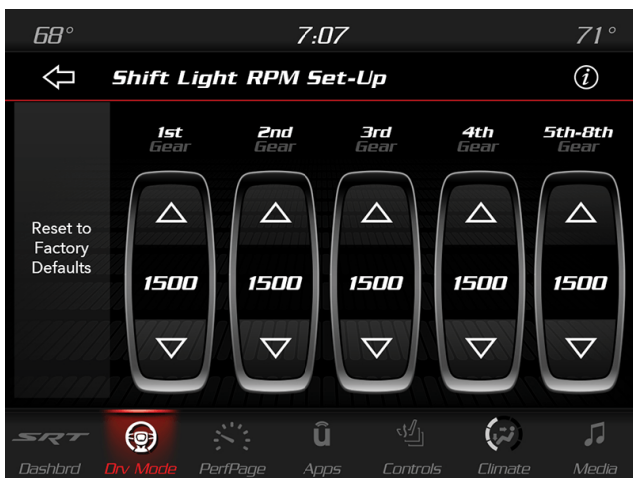 68° 7:07 71°
Shift Light RPM Set-Up i
1st 2nd 3rd 4th 5th-8th
Gear Gear Gear Gear Gear
Reset to
Factory
Defaults
1500 1500 1500 1500 1500
SRT û
Dashbrd Drv Mode PerfPage Apps Controls Climate Media